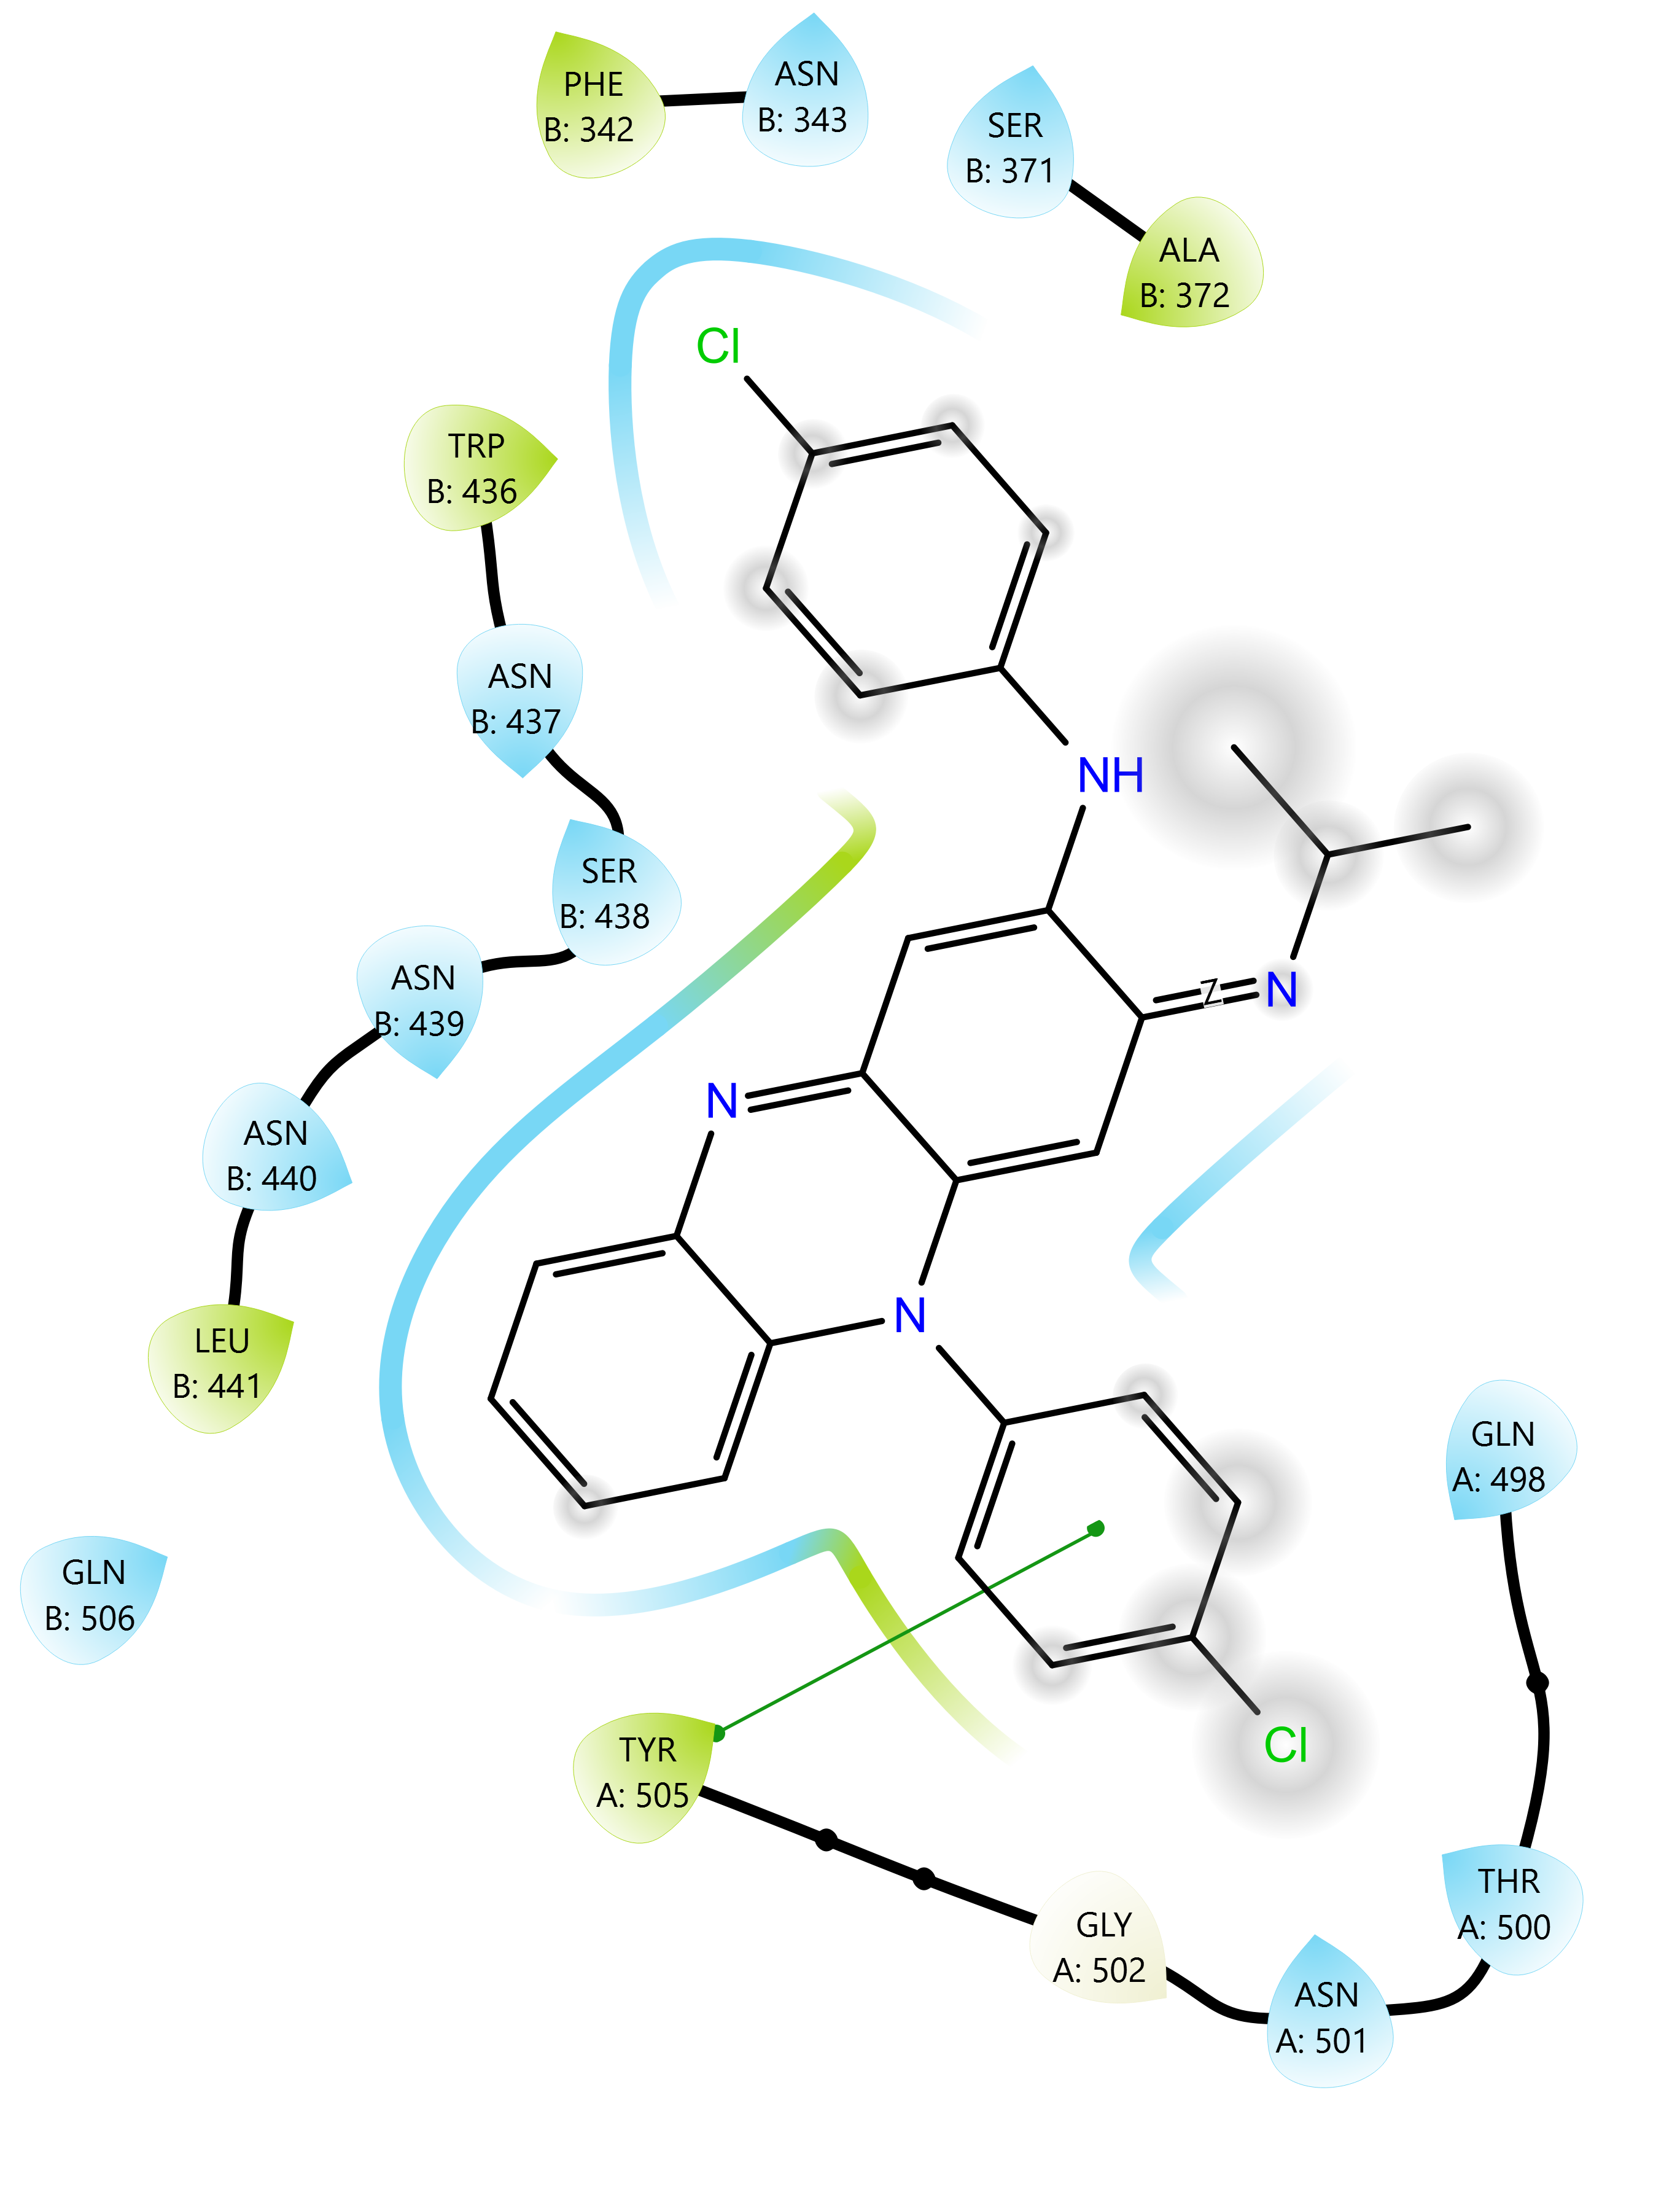 PHE
B: 342
ASN
B: 343
SER
B: 371
ALA
B: 372
Cl
TRP
B: 436
ASN
B: 437
NH
SER
B: 438
ASN
B: 439
Z
N
N
ASN
B: 440
N
LEU
B: 441
GLN
A: 498
GLN
B: 506
TYR
A: 505
Cl
THR
A: 500
GLY
A: 502
ASN
A: 501